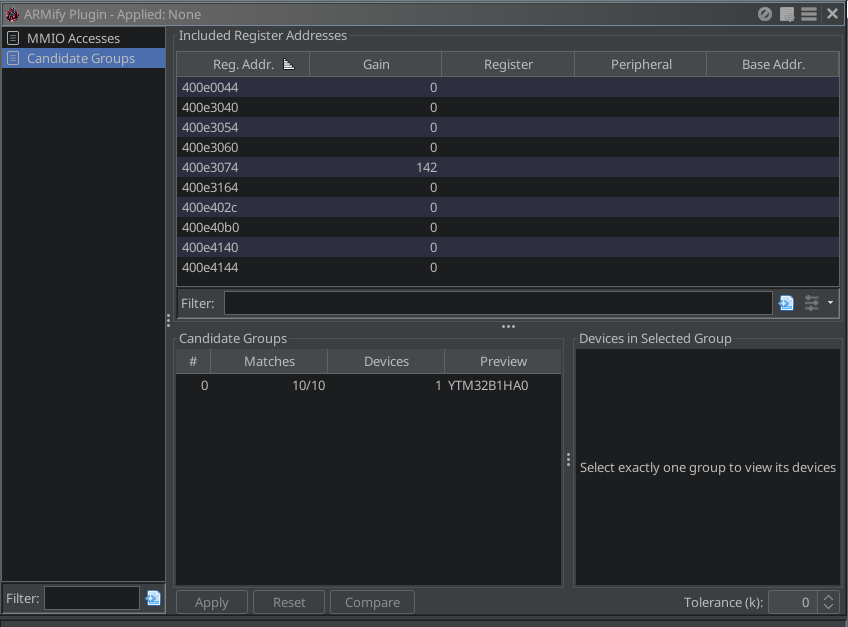 ARMify Plugin - Applied: None
MMIO Accesses
Candidate Groups
Filter:
Included Register Addresses
Reg. Addr. Gain Register Peripheral Base Addr.
400e0044 0
400e3040 0
400e3054 0
400e3060 0
400e3074 142
400e3164 0
400e402c 0
400e40b0 0
400e4140 0
400e4144 0
Filter:
Candidate Groups
# Matches Devices Preview
0 10/10 1 YTM32B1HA0
Devices in Selected Group
Select exactly one group to view its devices
Apply Reset Compare
Tolerance (k): 0